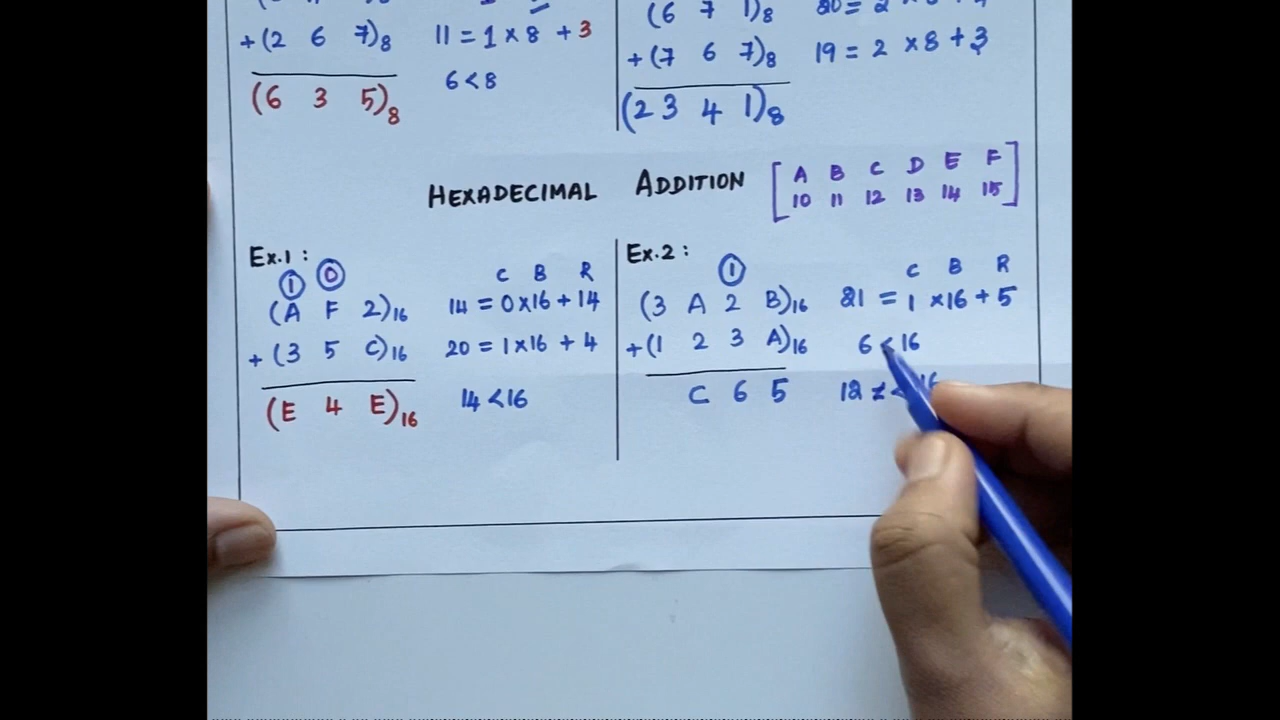 +(2 6 7)8 11 = 1 × 8 + 3
6 < 8
(6 3 5)8
(6 7 1)8
+(7 6 7)8 19 = 2 × 8 + 3
(2 3 4 1)8
HEXADECIMAL ADDITION
A B C D E F
10 11 12 13 14 15
Ex.1 :
1 0
C B R
(A F 2)16 14 = 0×16 + 14
+ (3 5 C)16 20 = 1×16 + 4
(E 4 E)16 14 < 16
Ex.2 :
1
C B R
(3 A 2 B)16 21 = 1 ×16 + 5
+(1 2 3 A)16 6 < 16
C 6 5 12 <